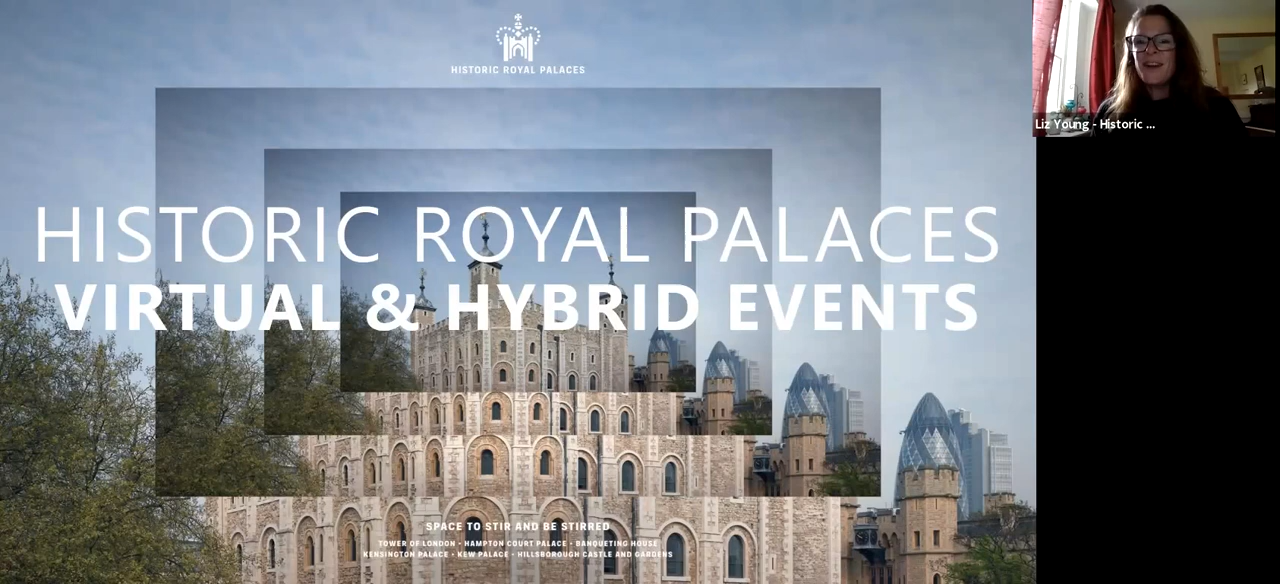 HISTORIC ROYAL PALACES
HISTORIC ROYAL PALACES
VIRTUAL & HYBRID EVENTS
SPACE TO STIR AND BE STIRRED
TOWER OF LONDON • HAMPTON COURT PALACE • BANQUETING HOUSE
KENSINGTON PALACE • KEW PALACE • HILLSBOROUGH CASTLE AND GARDENS
Liz Young - Historic ...